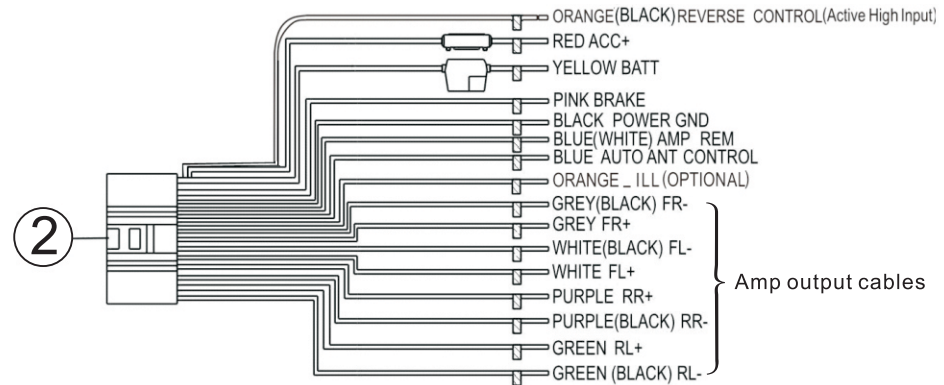 ORANGE(BLACK)REVERSE CONTROL(Active High Input)
RED ACC+
YELLOW BATT
PINK BRAKE
BLACK POWER GND
BLUE(WHITE) AMP REM
BLUE AUTO ANT CONTROL
ORANGE_ILL(OPTIONAL)
GREY(BLACK) FR-
GREY FR+
WHITE(BLACK) FL-
WHITE FL+
PURPLE RR+
PURPLE(BLACK) RR-
GREEN RL+
GREEN (BLACK) RL-
Amp output cables
2